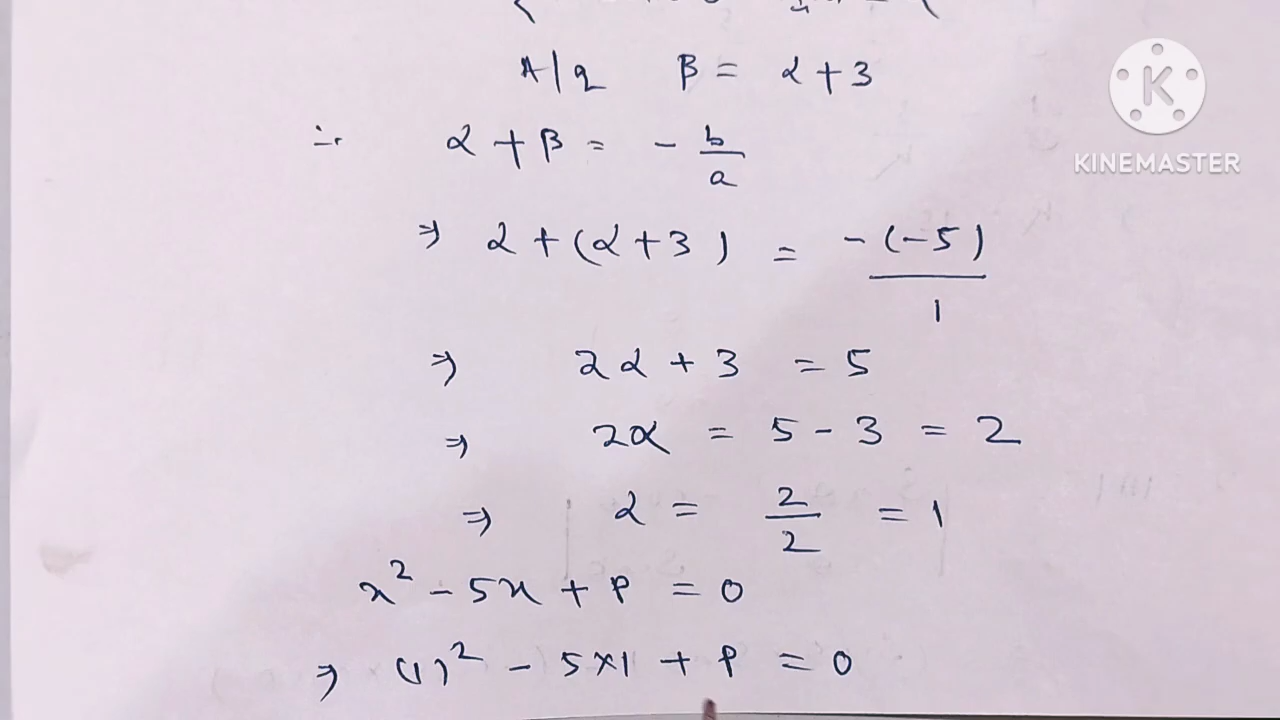 A/q β = α + 3
∴ α + β = - b/a
⇒ α + (α + 3) = -(-5)/1
⇒ 2α + 3 = 5
⇒ 2α = 5 - 3 = 2
⇒ α = 2/2 = 1
x² - 5x + P = 0
⇒ (1)² - 5×1 + P = 0
KINEMASTER